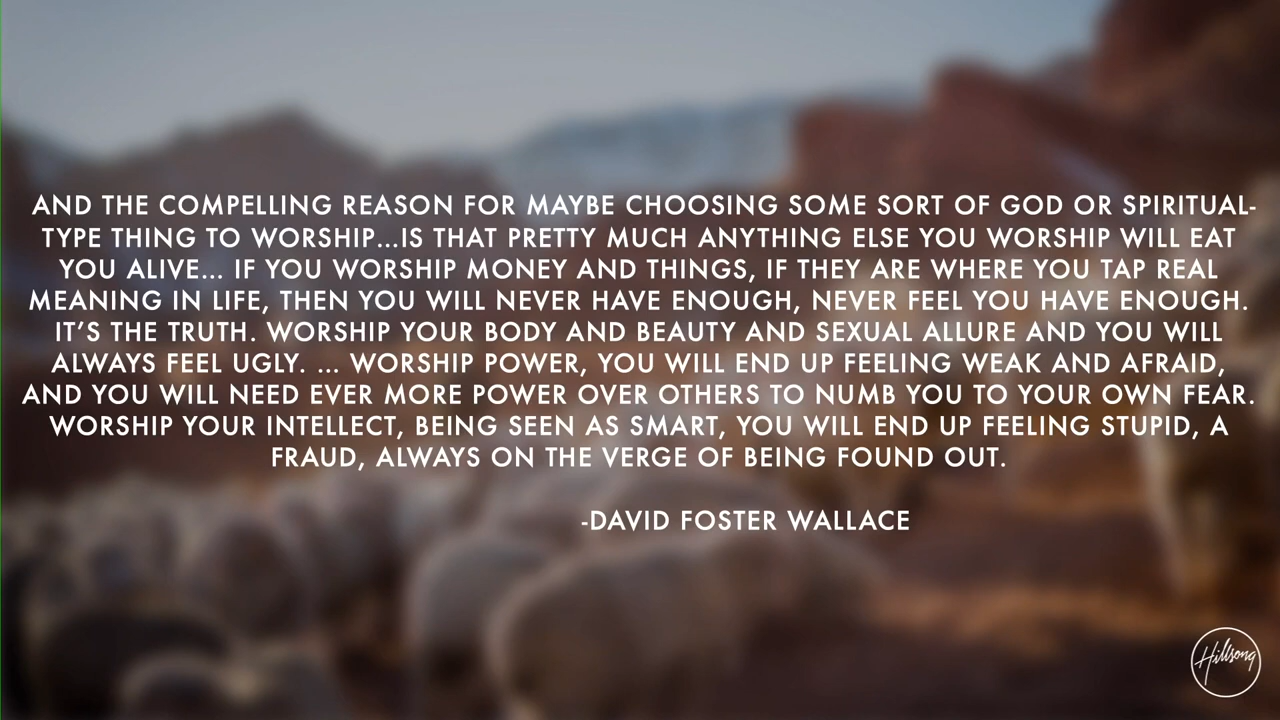 AND THE COMPELLING REASON FOR MAYBE CHOOSING SOME SORT OF GOD OR SPIRITUAL-
TYPE THING TO WORSHIP...IS THAT PRETTY MUCH ANYTHING ELSE YOU WORSHIP WILL EAT
YOU ALIVE... IF YOU WORSHIP MONEY AND THINGS, IF THEY ARE WHERE YOU TAP REAL
MEANING IN LIFE, THEN YOU WILL NEVER HAVE ENOUGH, NEVER FEEL YOU HAVE ENOUGH.
IT'S THE TRUTH. WORSHIP YOUR BODY AND BEAUTY AND SEXUAL ALLURE AND YOU WILL
ALWAYS FEEL UGLY. ... WORSHIP POWER, YOU WILL END UP FEELING WEAK AND AFRAID,
AND YOU WILL NEED EVER MORE POWER OVER OTHERS TO NUMB YOU TO YOUR OWN FEAR.
WORSHIP YOUR INTELLECT, BEING SEEN AS SMART, YOU WILL END UP FEELING STUPID, A
FRAUD, ALWAYS ON THE VERGE OF BEING FOUND OUT.
-DAVID FOSTER WALLACE
Hillsong